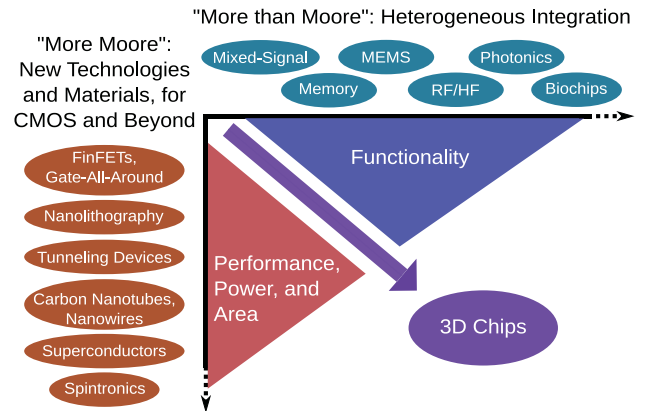 "More than Moore": Heterogeneous Integration
"More Moore":
New Technologies
and Materials, for
CMOS and Beyond
Mixed-Signal
MEMS
Photonics
Memory
RF/HF
Biochips
FinFETs,
Gate-All-Around
Nanolithography
Tunneling Devices
Carbon Nanotubes,
Nanowires
Superconductors
Spintronics
Functionality
Performance,
Power, and
Area
3D Chips